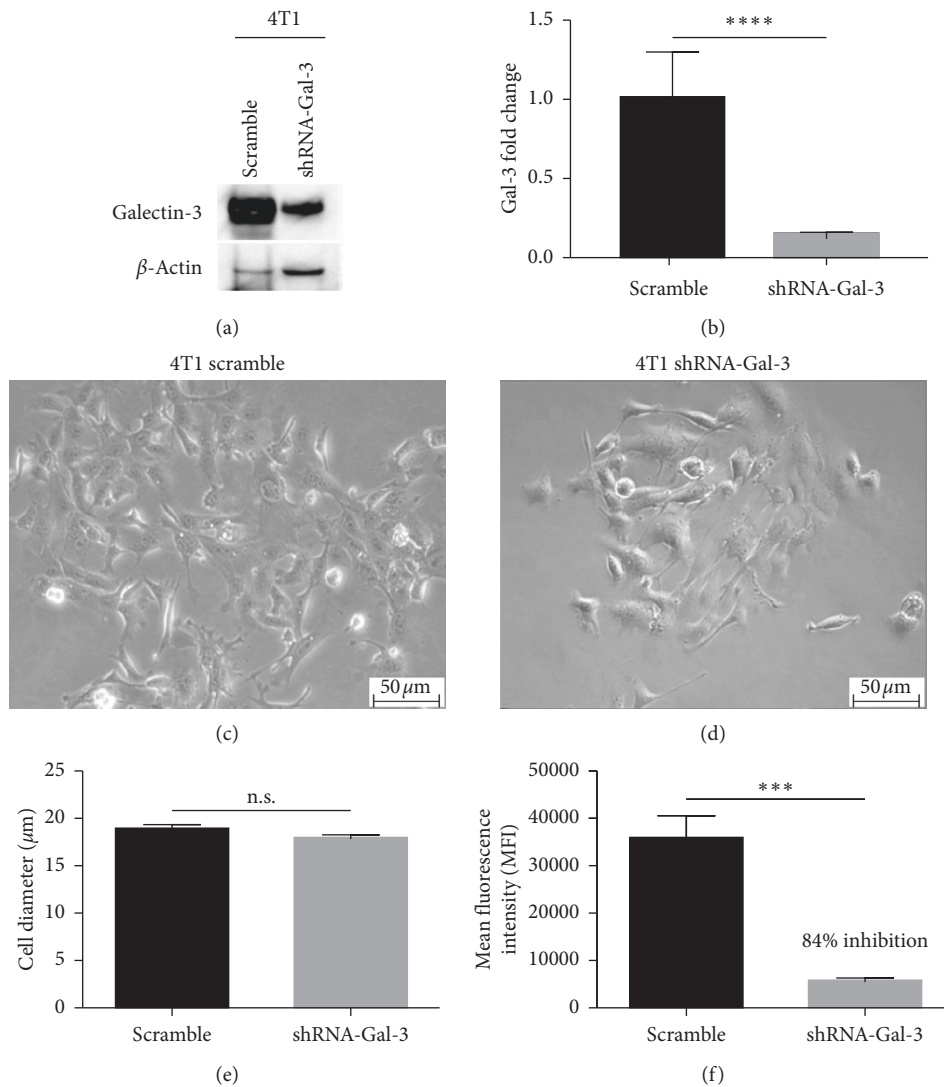 4T1
Scramble
shRNA-Gal-3
Galectin-3
β-Actin
(a)
1.5
1.0
0.5
0.0
Gal-3 fold change
****
Scramble
shRNA-Gal-3
(b)
4T1 scramble
50 μm
(c)
4T1 shRNA-Gal-3
50 μm
(d)
25
20
15
10
5
0
Cell diameter (μm)
n.s.
Scramble
shRNA-Gal-3
(e)
50000
40000
30000
20000
10000
0
Mean fluorescence
intensity (MFI)
***
84% inhibition
Scramble
shRNA-Gal-3
(f)